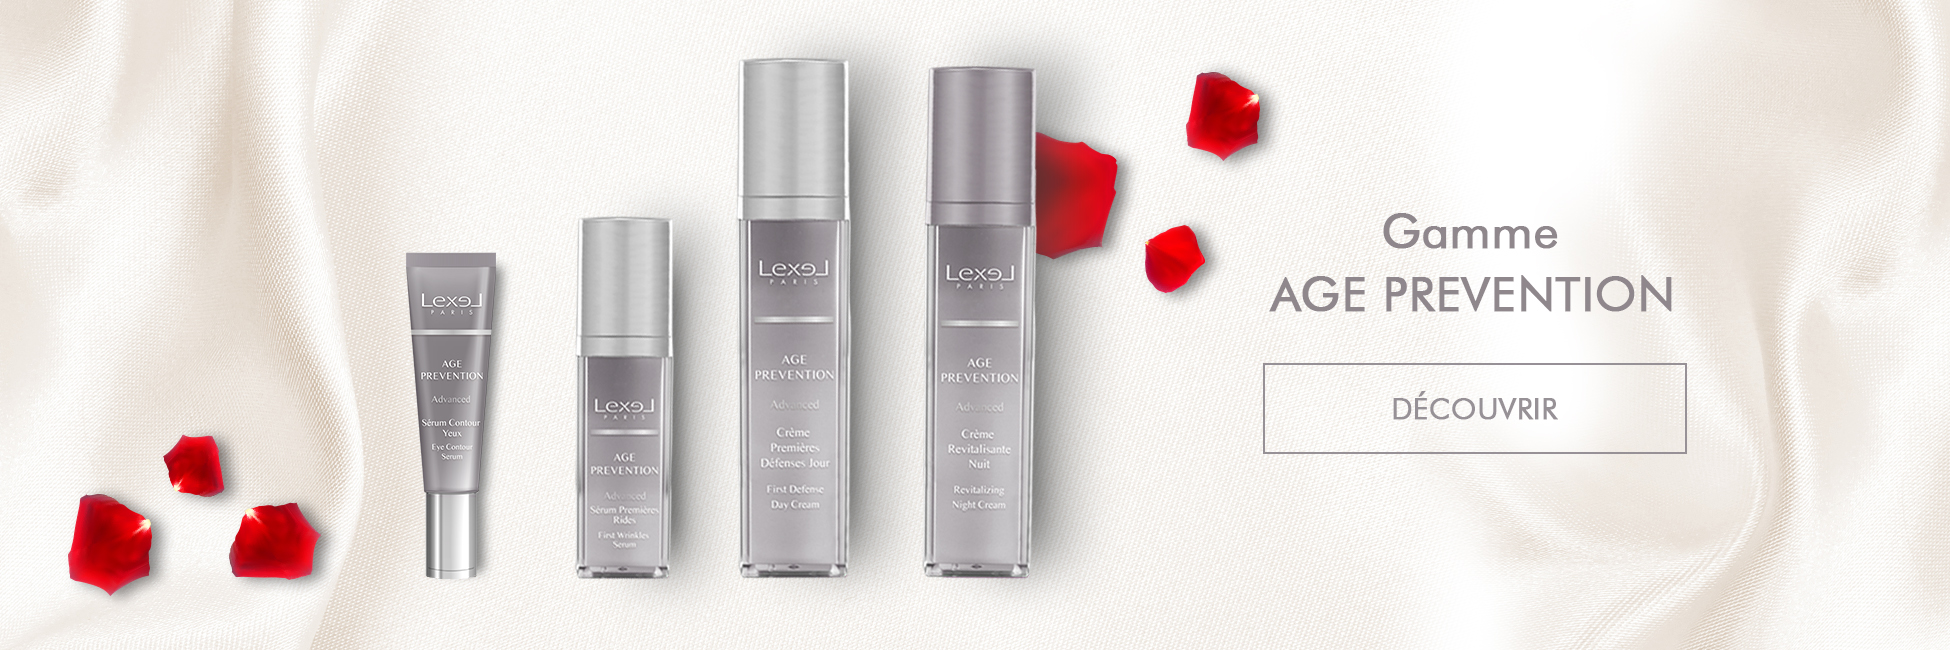 Lexel
PARIS
AGE
PREVENTION
Advanced
Sérum Contour
Yeux
Eye Contour
Serum
Lexel
PARIS
AGE
PREVENTION
Advanced
Sérum Premières
Rides
First Wrinkles
Serum
Lexel
PARIS
AGE
PREVENTION
Advanced
Crème
Premières
Défenses Jour
First Defense
Day Cream
Lexel
PARIS
AGE
PREVENTION
Advanced
Crème
Revitalisante
Nuit
Revitalizing
Night Cream
Gamme
AGE PREVENTION
DÉCOUVRIR